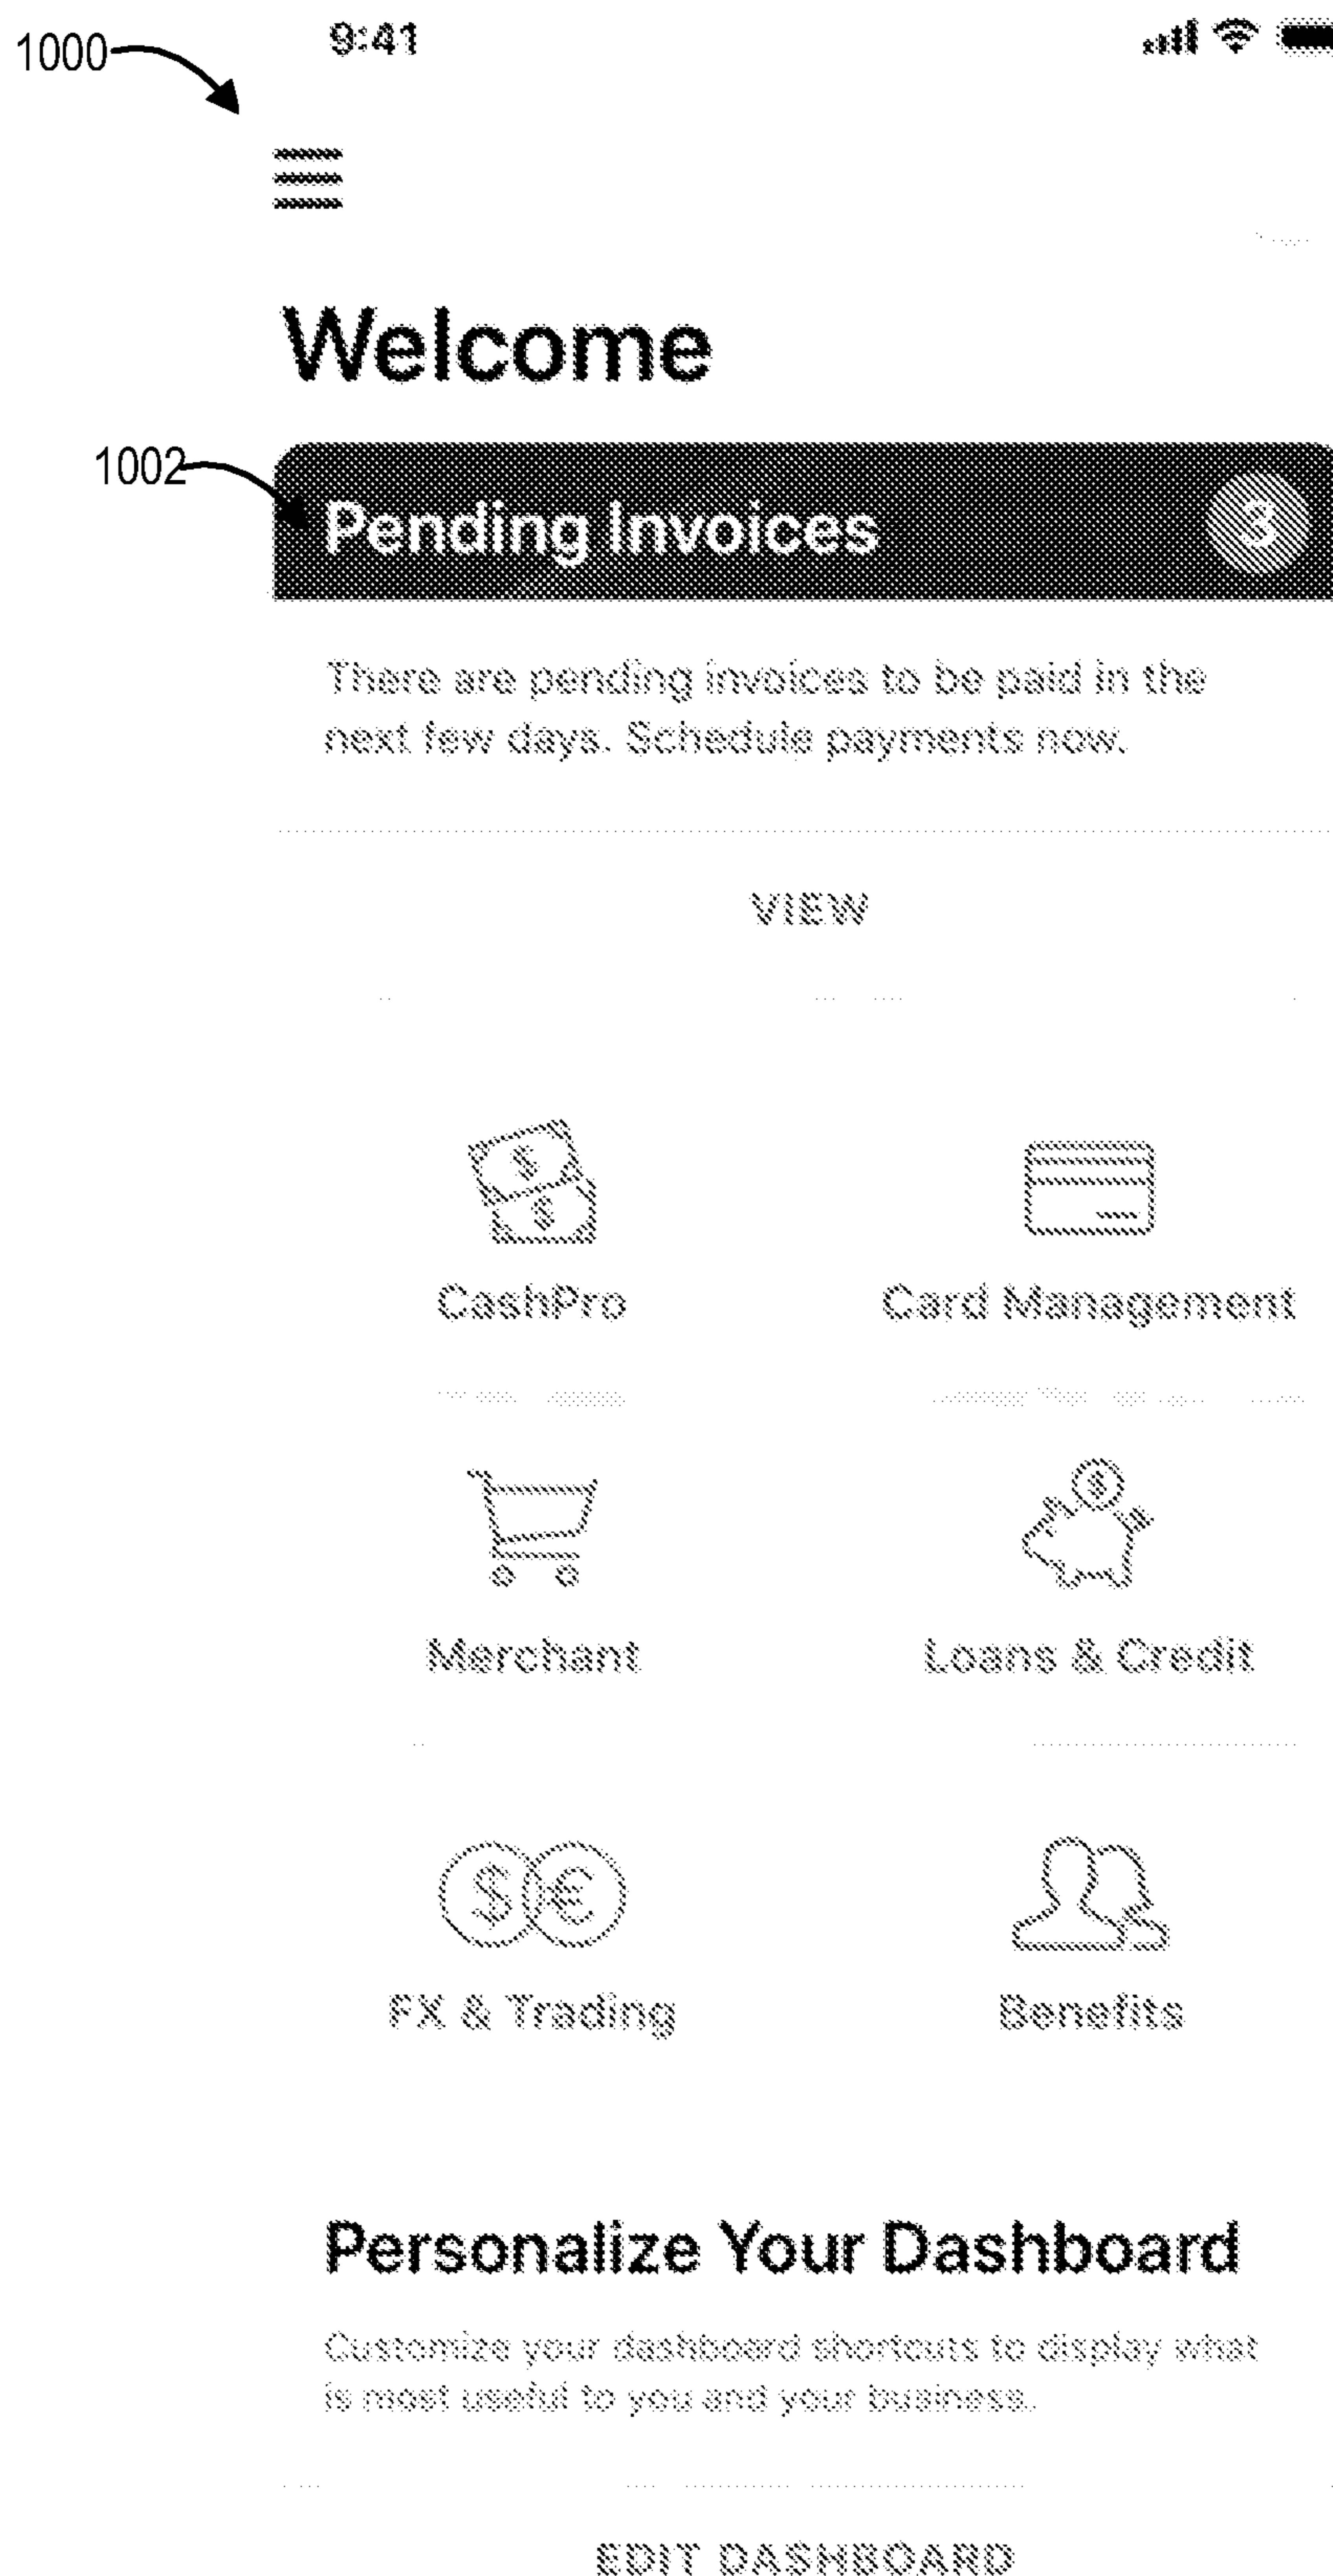 1000
9:41
Welcome
1002
Pending Invoices
3
There are pending invoices to be paid in the
next few days. Schedule payments now.
VIEW
$
$
CashPro
Card Management
$
Merchant
Loans & Credit
$ €
FX & Trading
Benefits
Personalize Your Dashboard
Customize your dashboard shortcuts to display what
is most useful to you and your business.
EDIT DASHBOARD